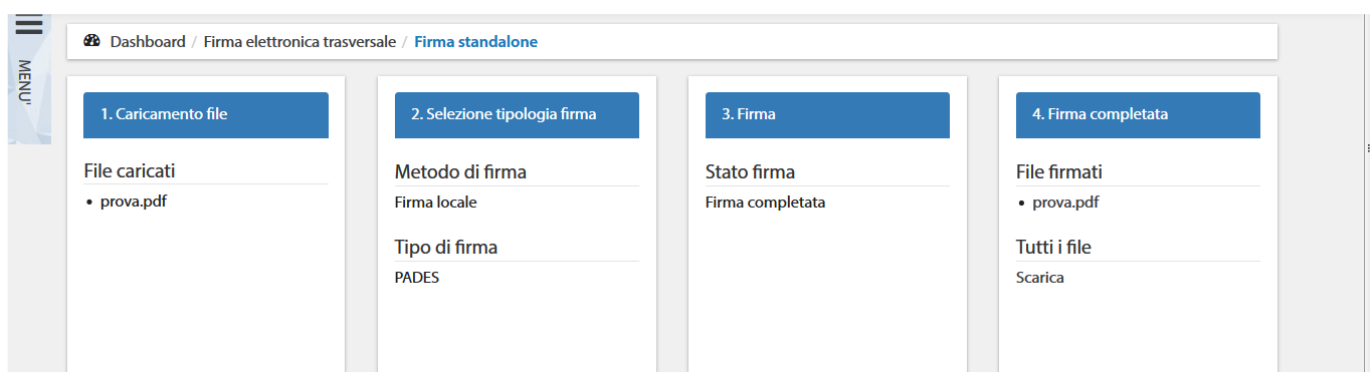 MENU'
Dashboard / Firma elettronica trasversale / Firma standalone
1. Caricamento file
File caricati
• prova.pdf
2. Selezione tipologia firma
Metodo di firma
Firma locale
Tipo di firma
PADES
3. Firma
Stato firma
Firma completata
4. Firma completata
File firmati
• prova.pdf
Tutti i file
Scarica